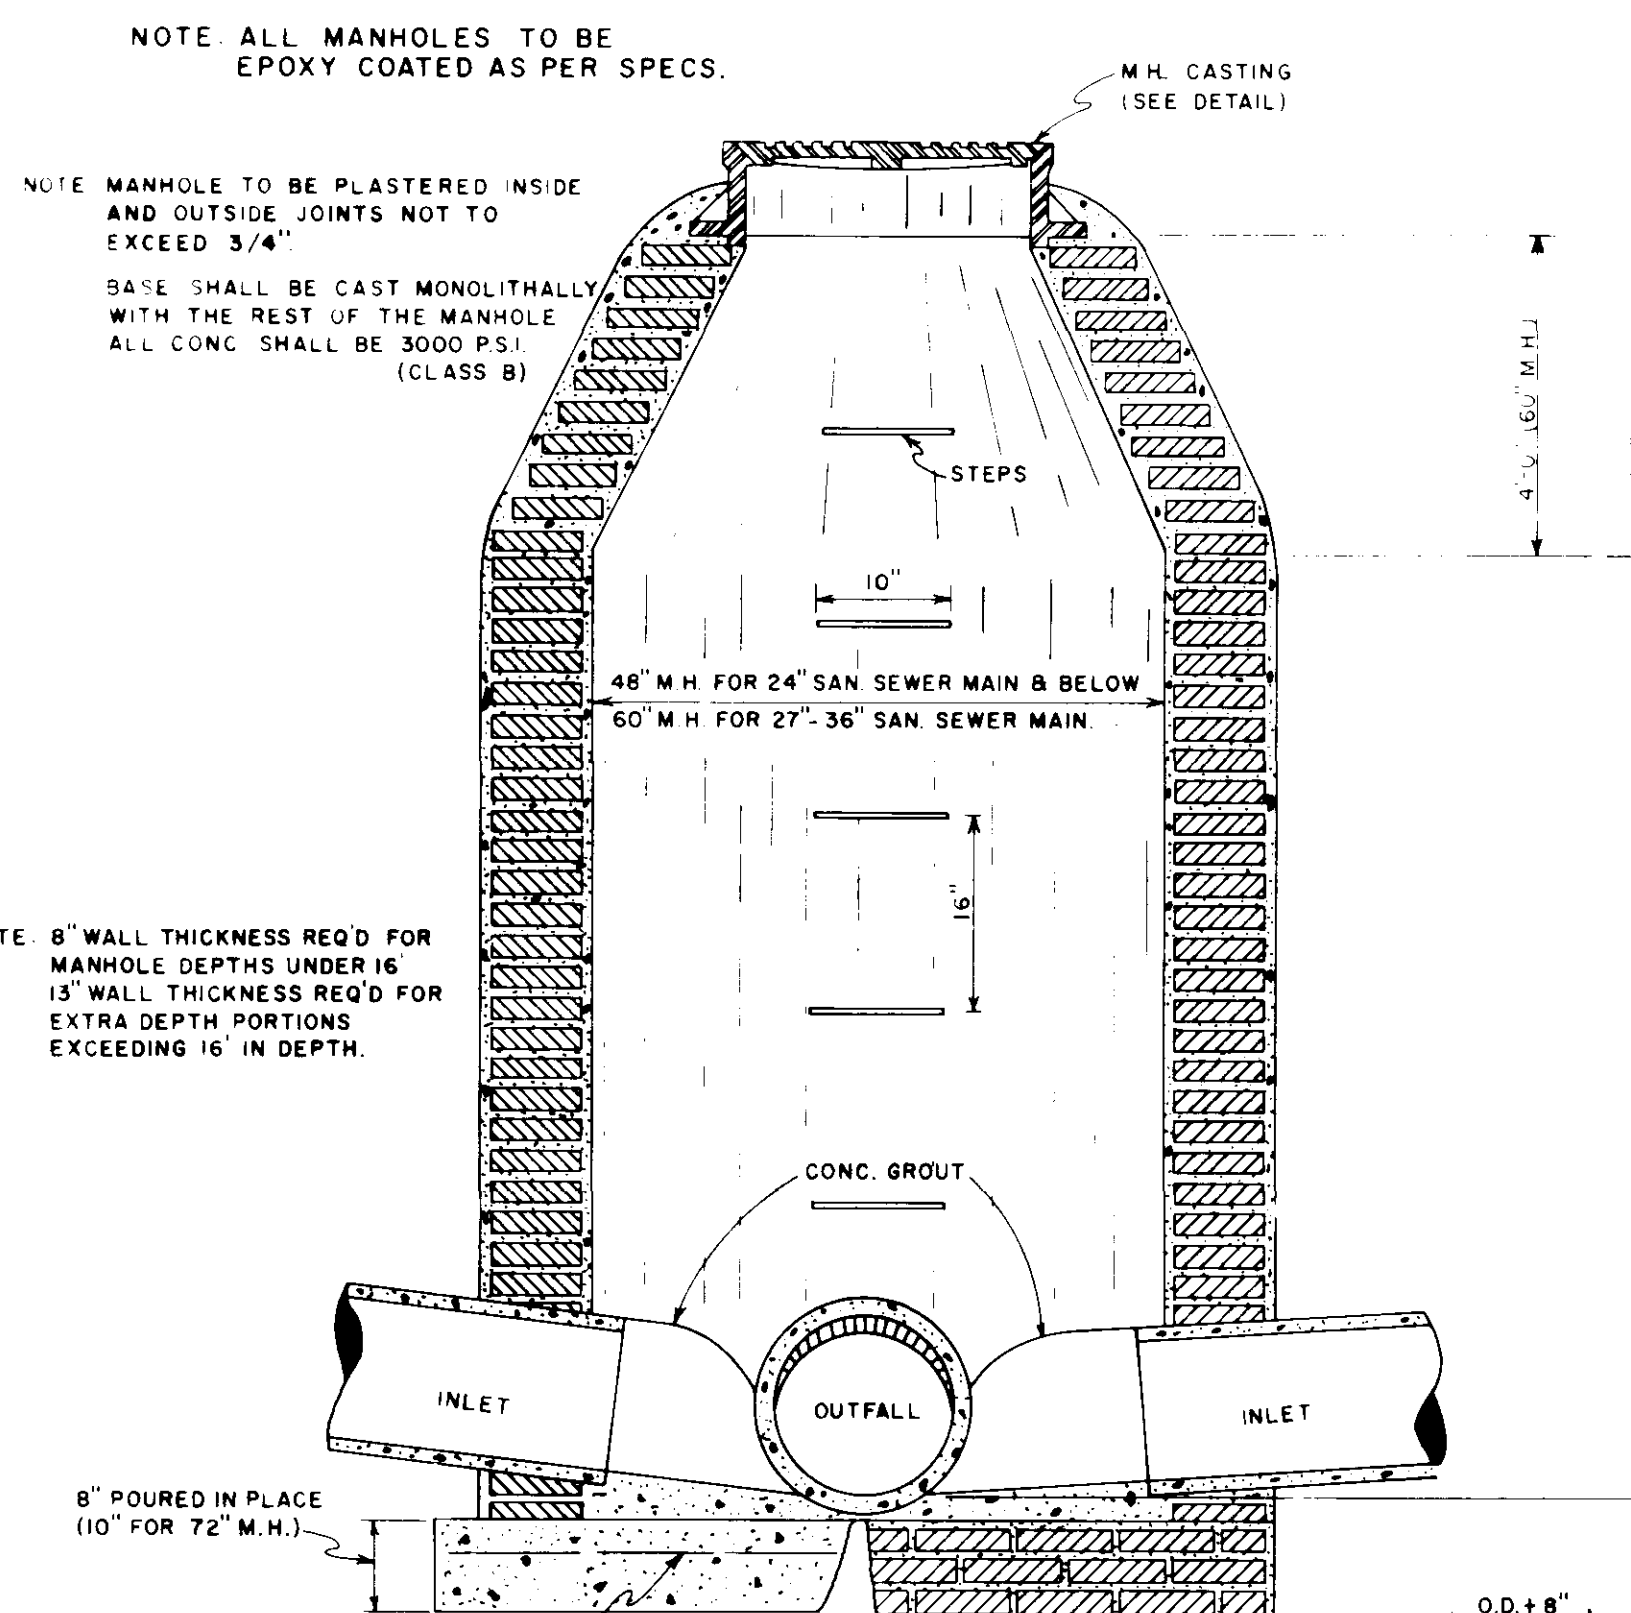 NOTE. ALL MANHOLES TO BE
EPOXY COATED AS PER SPECS.
M.H. CASTING
(SEE DETAIL)
NOTE MANHOLE TO BE PLASTERED INSIDE
AND OUTSIDE JOINTS NOT TO
EXCEED 3/4".
BASE SHALL BE CAST MONOLITHALLY
WITH THE REST OF THE MANHOLE
ALL CONC SHALL BE 3000 P.S.I.
(CLASS B)
4'-0" (60" M.H.)
STEPS
10"
48" M.H. FOR 24" SAN. SEWER MAIN & BELOW
60" M.H. FOR 27"-36" SAN. SEWER MAIN.
16"
TE. 8" WALL THICKNESS REQ'D FOR
MANHOLE DEPTHS UNDER 16'
13" WALL THICKNESS REQ'D FOR
EXTRA DEPTH PORTIONS
EXCEEDING 16' IN DEPTH.
CONC. GROUT
INLET
OUTFALL
INLET
8" POURED IN PLACE
(10" FOR 72" M.H.)
O.D. + 8"